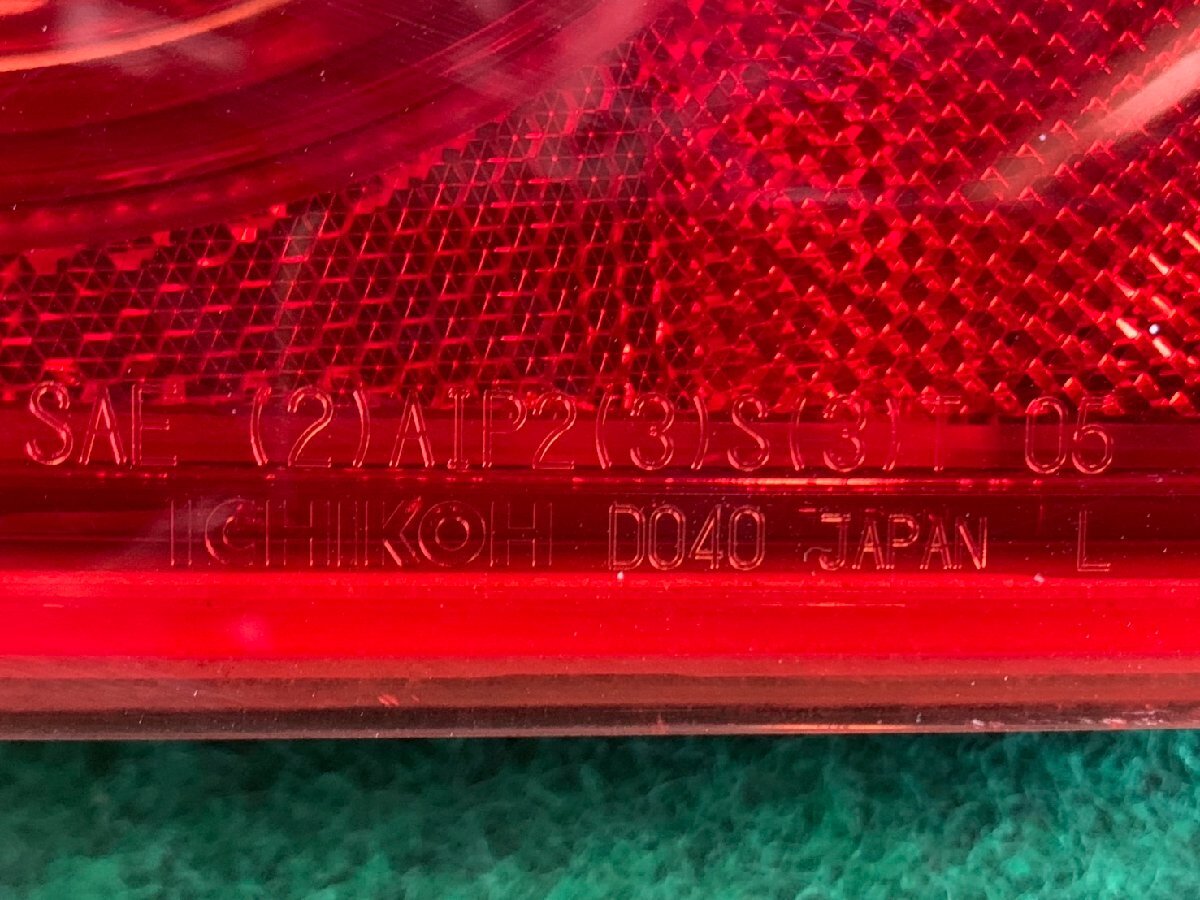 SAE (2)AIP2(3)S(3)T 05
ICHIKOH D040 JAPAN L